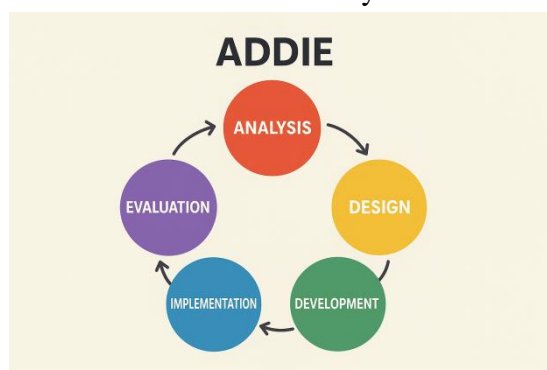 ADDIE
ANALYSIS
DESIGN
DEVELOPMENT
IMPLEMENTATION
EVALUATION